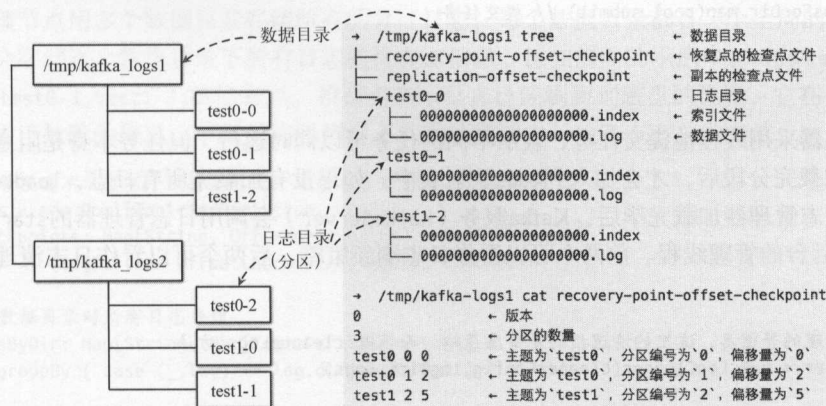 数据目录
/tmp/kafka_logs1
test0-0
test0-1
test1-2
日志目录
(分区)
/tmp/kafka_logs2
test0-2
test1-0
test1-1
→ /tmp/kafka-logs1 tree ← 数据目录
recovery-point-offset-checkpoint ← 恢复点的检查点文件
replication-offset-checkpoint ← 副本的检查点文件
test0-0 ← 日志目录
00000000000000000000.index ← 索引文件
00000000000000000000.log ← 数据文件
test0-1
00000000000000000000.index
00000000000000000000.log
test1-2
00000000000000000000.index
00000000000000000000.log
→ /tmp/kafka-logs1 cat recovery-point-offset-checkpoint
0 ← 版本
3 ← 分区的数量
test0 0 0 ← 主题为`test0`, 分区编号为`0`, 偏移量为`0`
test0 1 2 ← 主题为`test0`, 分区编号为`1`, 偏移量为`2`
test1 2 5 ← 主题为`test1`, 分区编号为`2`, 偏移量为`5`